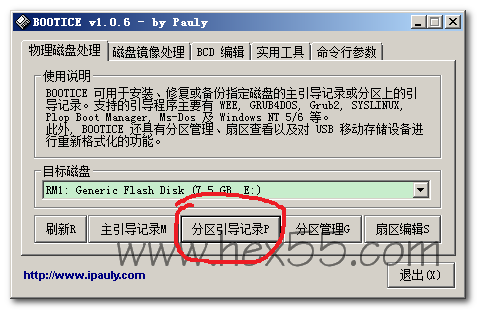 BOOTICE v1.0.6 - by Pauly
物理磁盘处理 磁盘镜像处理 BCD 编辑 实用工具 命令行参数
使用说明
BOOTICE 可用于安装、修复或备份指定磁盘的主引导记录或分区上的引
导记录。支持的引导程序主要有 WEE, GRUB4DOS, Grub2, SYSLINUX,
Plop Boot Manager, Ms-Dos 及 Windows NT 5/6 等。
此外, BOOTICE 还具有分区管理、扇区查看以及对 USB 移动存储设备进
行重新格式化的功能。
目标磁盘
RM1: Generic Flash Disk (7.5 GB, E:)
刷新R 主引导记录M 分区引导记录P 分区管理G 扇区编辑S
www.hex55.com
http://www.ipauly.com 退出(X)